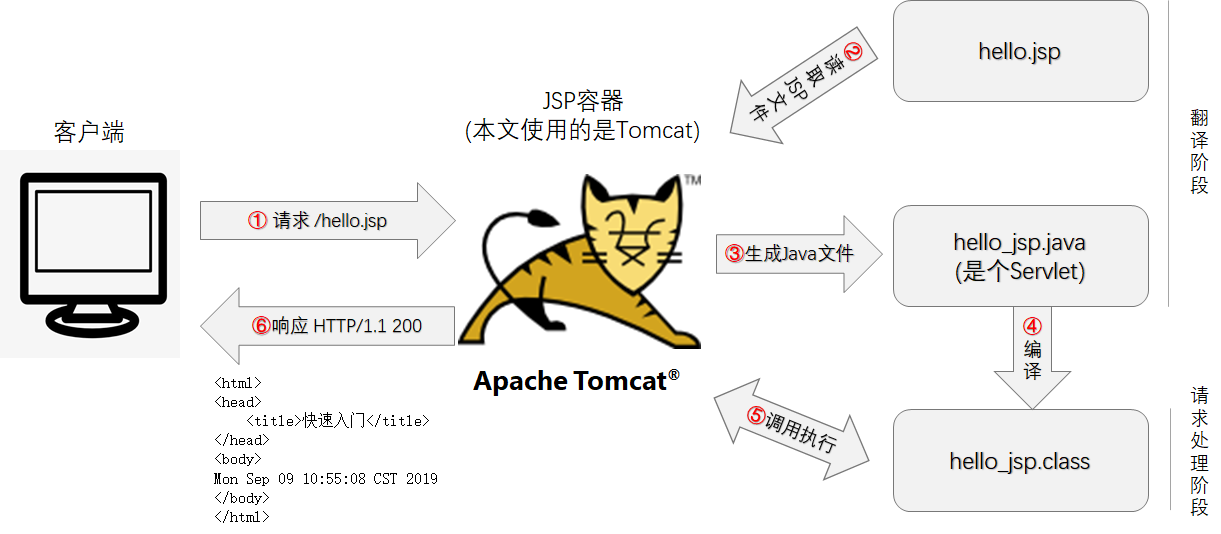 客户端
① 请求 /hello.jsp
⑥响应 HTTP/1.1 200
<html>
<head>
    <title>快速入门</title>
</head>
<body>
Mon Sep 09 10:55:08 CST 2019
</body>
</html>
JSP容器
(本文使用的是Tomcat)
TM
Apache Tomcat®
②读取JSP文件
③生成Java文件
⑤调用执行
hello.jsp
hello_jsp.java
(是个Servlet)
④编译
hello_jsp.class
翻译阶段
请求处理阶段